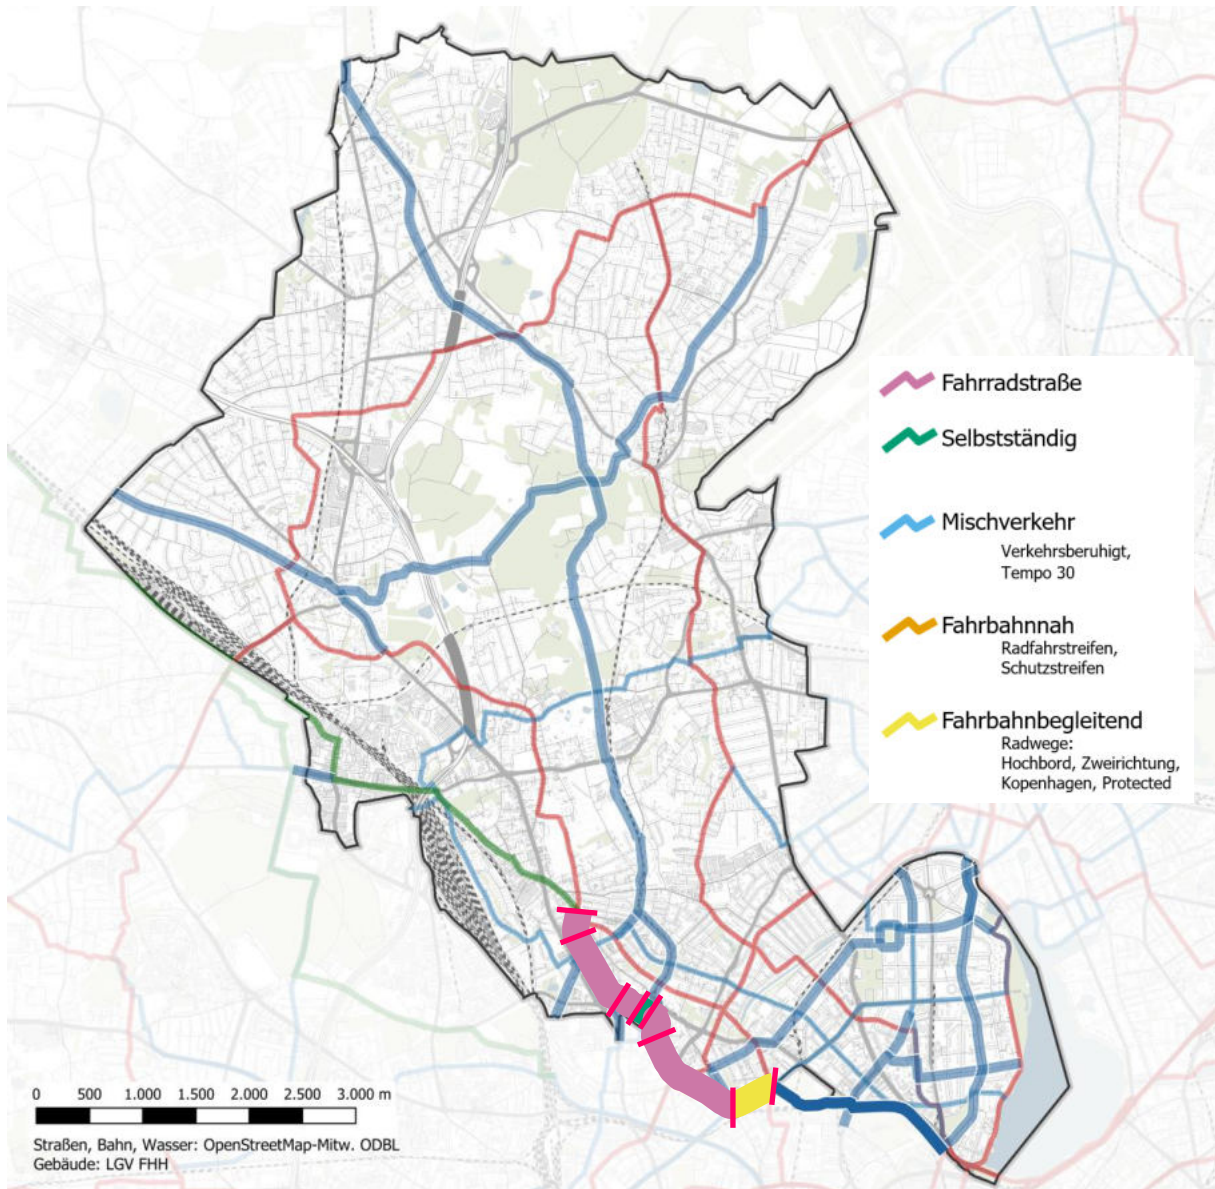 Fahrradstraße
Selbstständig
Mischverkehr
Verkehrsberuhigt,
Tempo 30
Fahrbahnnah
Radfahrstreifen,
Schutzstreifen
Fahrbahnbegleitend
Radwege:
Hochbord, Zweirichtung,
Kopenhagen, Protected
0 500 1.000 1.500 2.000 2.500 3.000 m
Straßen, Bahn, Wasser: OpenStreetMap-Mitw. ODBL
Gebäude: LGV FHH